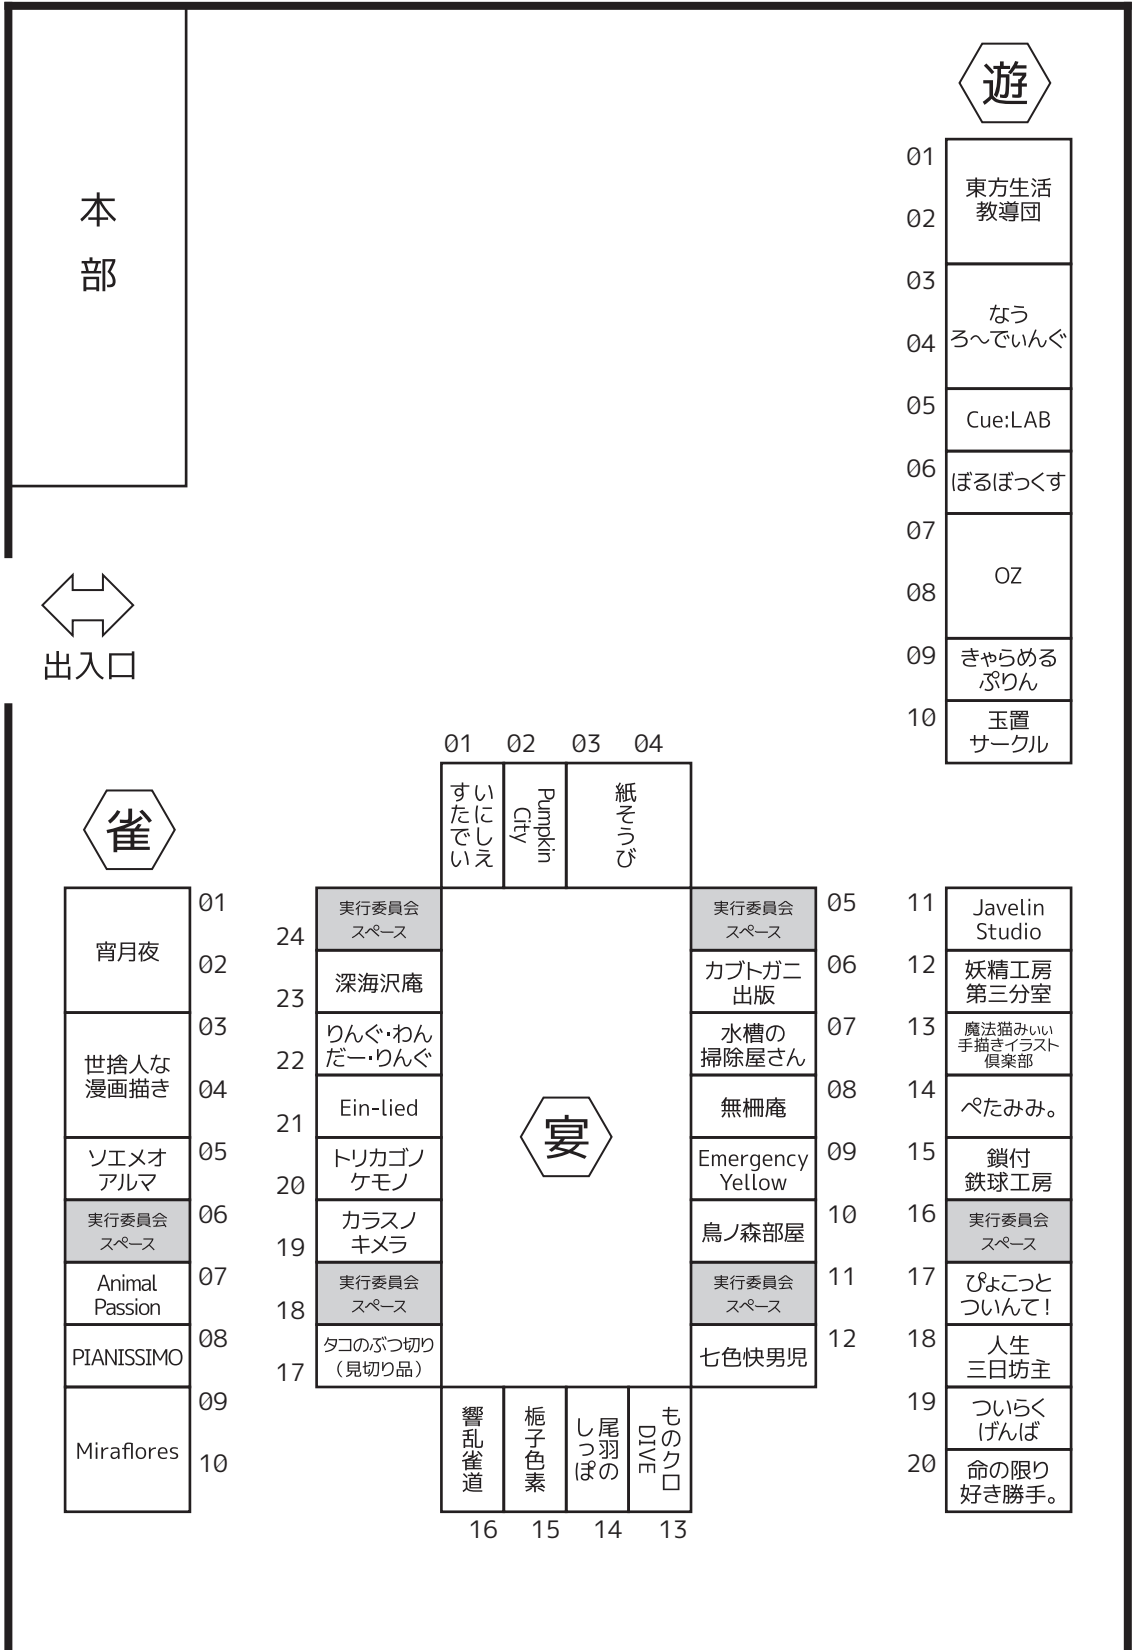 本
部
出入口
遊
01
02
東方生活
教導団
03
04
なう
ろ〜でぃんぐ
05
Cue:LAB
06
ぼるぼっくす
07
08
OZ
09
きゃらめる
ぷりん
10
玉置
サークル
11
Javelin
Studio
12
妖精工房
第三分室
13
魔法猫みぃぃ
手描きイラスト
倶楽部
14
ぺたみみ。
15
鎖付
鉄球工房
16
実行委員会
スペース
17
ぴょこっと
ついんて！
18
人生
三日坊主
19
ついらく
げんば
20
命の限り
好き勝手。
雀
01
02
宵月夜
03
04
世捨人な
漫画描き
05
ソエメオ
アルマ
06
実行委員会
スペース
07
Animal
Passion
08
PIANISSIMO
09
10
Miraflores
宴
01
いにしえ
すたでい
02
Pumpkin
City
03
04
紙そうび
05
実行委員会
スペース
06
カブトガニ
出版
07
水槽の
掃除屋さん
08
無柵庵
09
Emergency
Yellow
10
鳥ノ森部屋
11
実行委員会
スペース
12
七色快男児
13
ものクロ
DIVE
14
尾羽の
しっぽ
15
梔子色素
16
響乱雀道
17
タコのぶつ切り
（見切り品）
18
実行委員会
スペース
19
カラスノ
キメラ
20
トリカゴノ
ケモノ
21
Ein-lied
22
りんぐ・わん
だー・りんぐ
23
深海沢庵
24
実行委員会
スペース